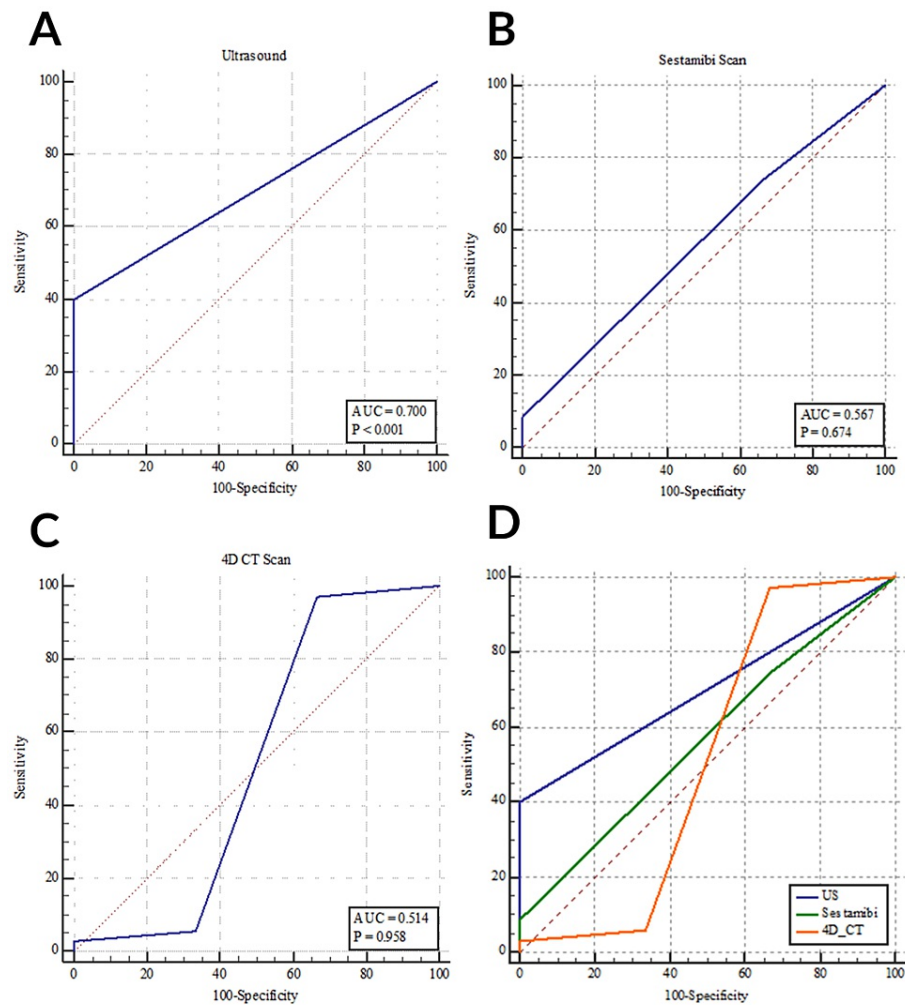 A
Ultrasound
100
80
60
40
20
0
Sensitivity
AUC = 0.700
P < 0.001
0 20 40 60 80 100
100-Specificity
B
Sestamibi Scan
100
80
60
40
20
0
Sensitivity
AUC = 0.567
P = 0.674
0 20 40 60 80 100
100-Specificity
C
4D CT Scan
100
80
60
40
20
0
Sensitivity
AUC = 0.514
P = 0.958
0 20 40 60 80 100
100-Specificity
D
100
80
60
40
20
0
Sensitivity
US
Sestamibi
4D_CT
0 20 40 60 80 100
100-Specificity